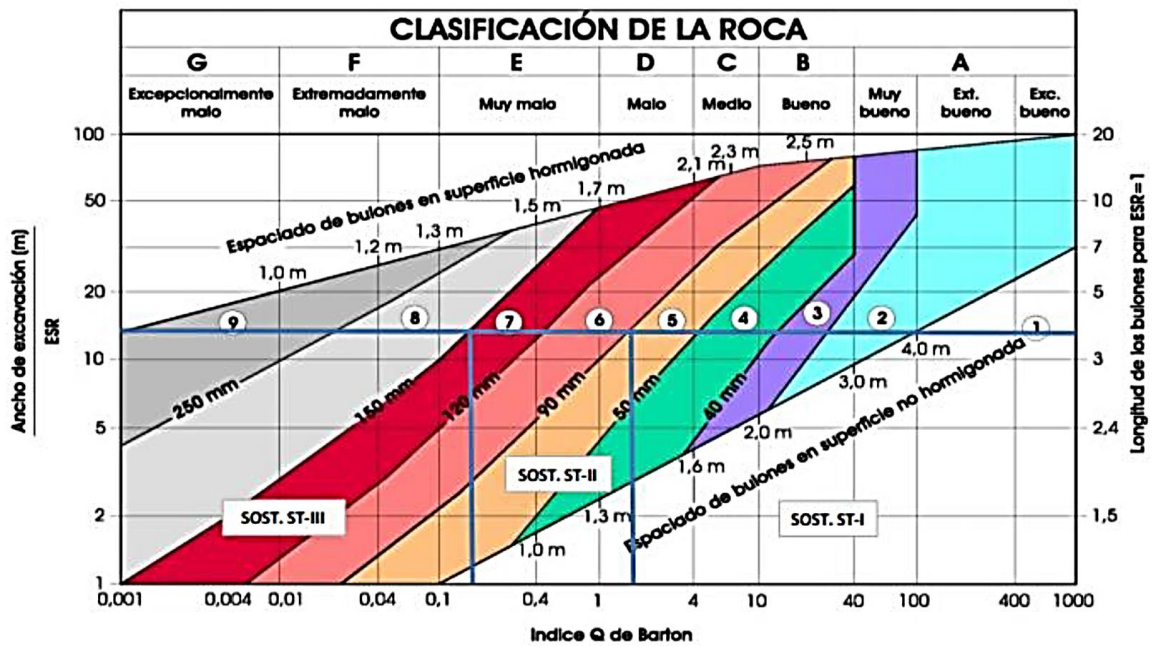 CLASIFICACIÓN DE LA ROCA
G F E D C B A
Excepcionalmente malo Extremadamente malo Muy malo Malo Medio Bueno Muy bueno Ext. bueno Exc. bueno
Espaciado de bulones en superficie hormigonada
1,0 m 1,2 m 1,3 m 1,5 m 1,7 m 2,1 m 2,3 m 2,5 m
100 50 20 10 5 2 1
Ancho de excavación (m)
ESR
20 10 7 5 3 2,4 1,5
Longitud de los bulones para ESR=1
9 8 7 6 5 4 3 2 1
250 mm 150 mm 120 mm 90 mm 50 mm 40 mm
SOST. ST-III
SOST. ST-II
SOST. ST-I
1,0 m 1,3 m 1,6 m 2,0 m 3,0 m 4,0 m
Espaciado de bulones en superficie no hormigonada
0,001 0,004 0,01 0,04 0,1 0,4 1 4 10 40 100 400 1000
Indice Q de Barton